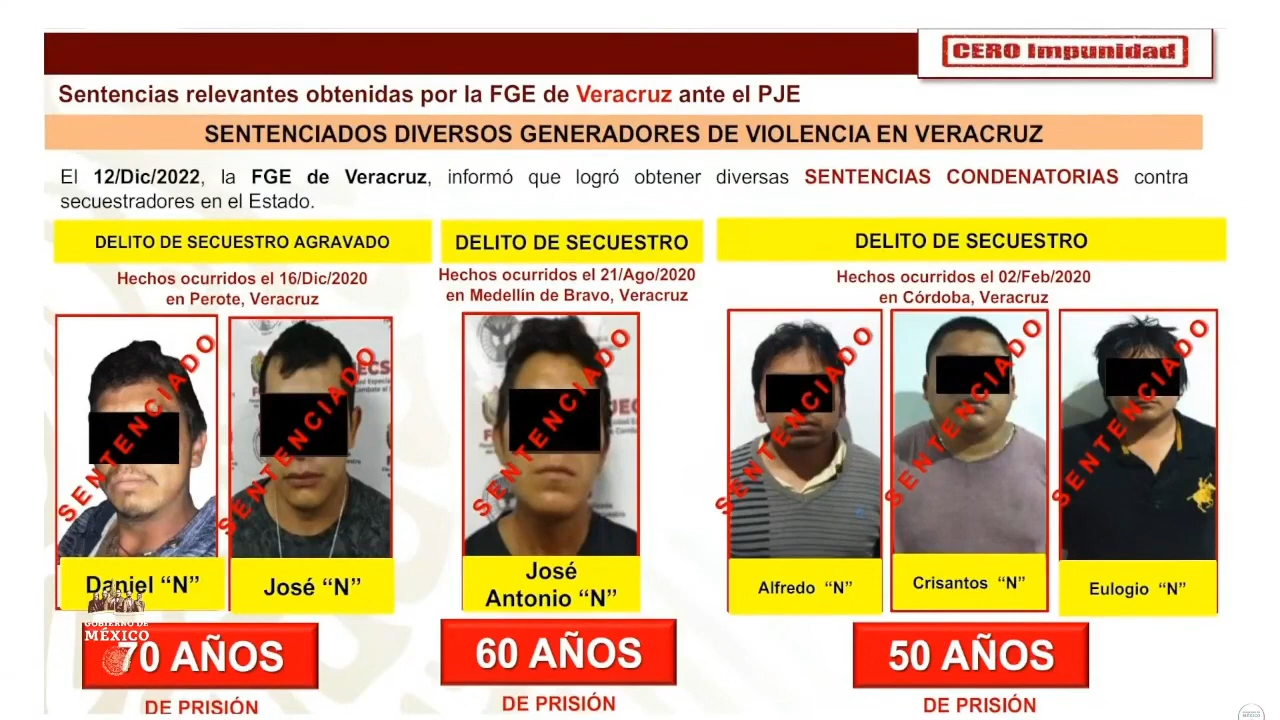 CERO Impunidad
Sentencias relevantes obtenidas por la FGE de Veracruz ante el PJE
SENTENCIADOS DIVERSOS GENERADORES DE VIOLENCIA EN VERACRUZ
El 12/Dic/2022, la FGE de Veracruz, informó que logró obtener diversas SENTENCIAS CONDENATORIAS contra
secuestradores en el Estado.
DELITO DE SECUESTRO AGRAVADO
Hechos ocurridos el 16/Dic/2020
en Perote, Veracruz
SENTENCIADO
SENTENCIADO
Daniel “N”
José “N”
GOBIERNO DE
MÉXICO
70 AÑOS
DE PRISIÓN
DELITO DE SECUESTRO
Hechos ocurridos el 21/Ago/2020
en Medellín de Bravo, Veracruz
SENTENCIADO
José
Antonio “N”
60 AÑOS
DE PRISIÓN
DELITO DE SECUESTRO
Hechos ocurridos el 02/Feb/2020
en Córdoba, Veracruz
SENTENCIADO
SENTENCIADO
SENTENCIADO
Alfredo “N”
Crisantos “N”
Eulogio “N”
50 AÑOS
DE PRISIÓN